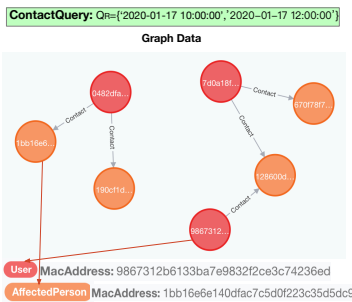 ContactQuery: QR={‘2020-01-17 10:00:00’,’2020–01–17 12:00:00’}
Graph Data
0482dfa...
7d0a18f...
Contact
670f78f7...
Contact
1bb16e6...
Contact
Contact
190cf1d...
128600d...
Contact
9867312...
User MacAddress: 9867312b6133ba7e9832f2ce3c74236ed
AffectedPerson MacAddress: 1bb16e6e140dfac7c5d0f223c35d5dc9